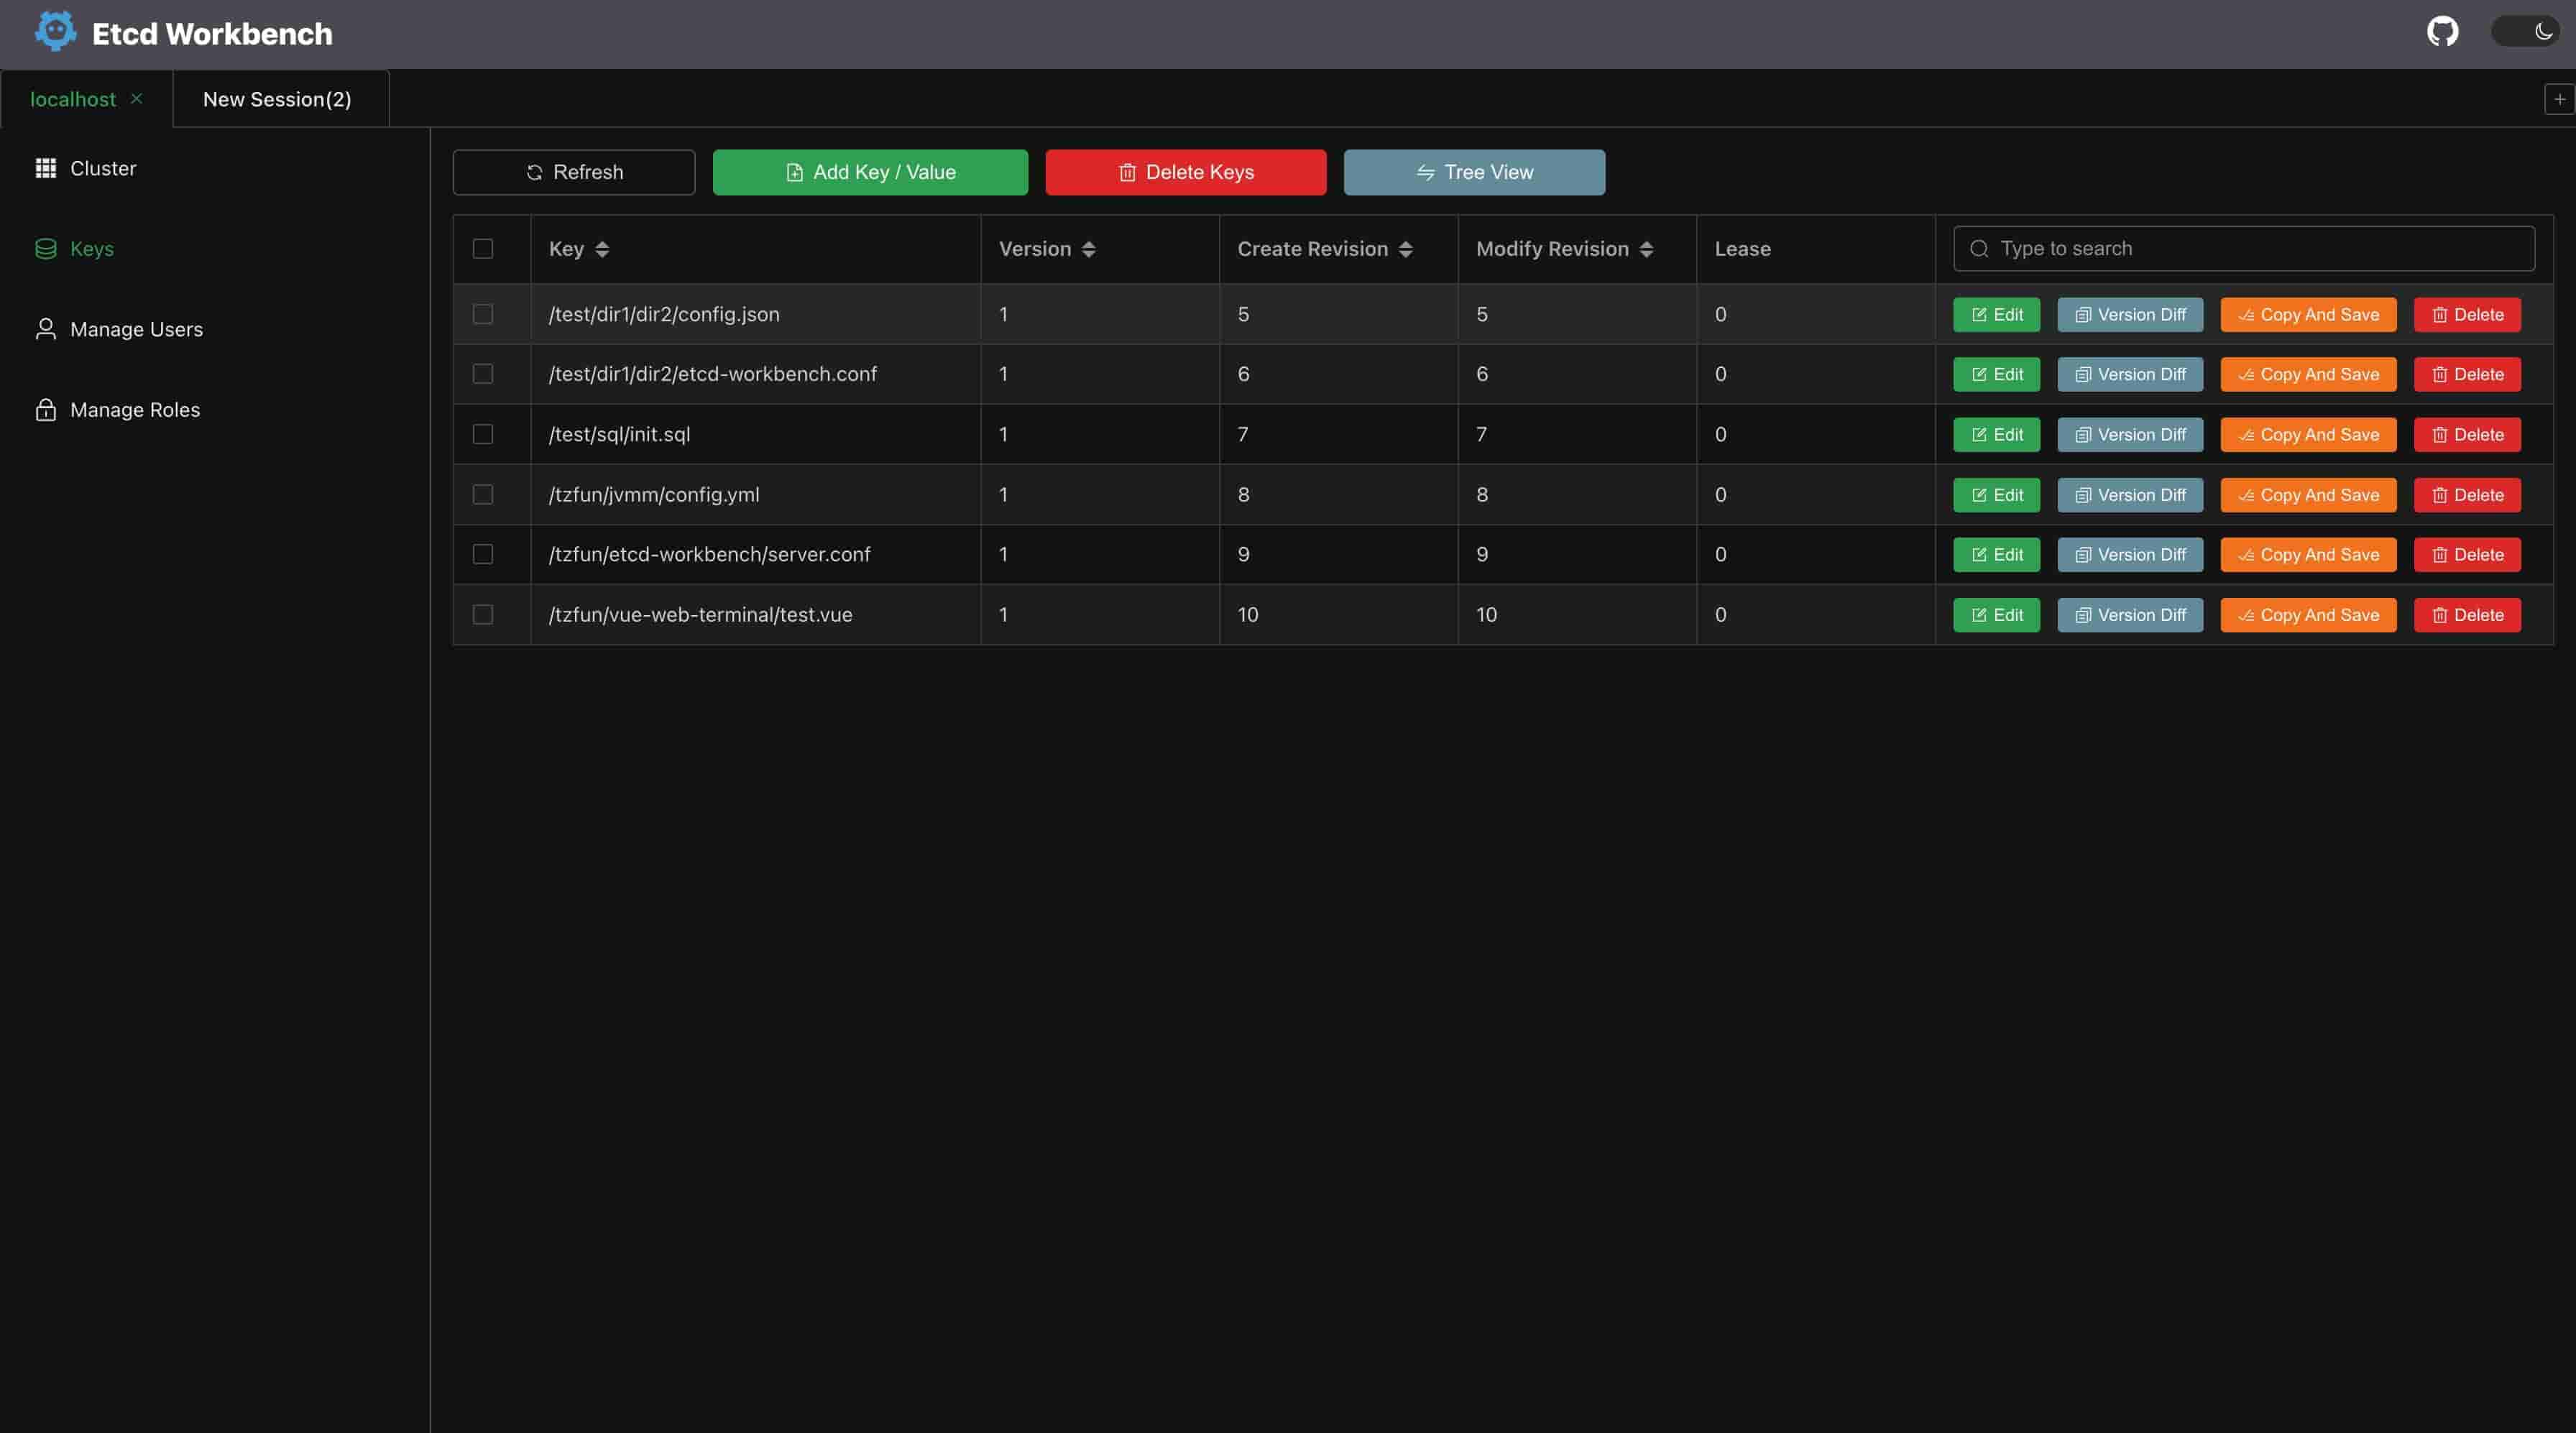 Etcd Workbench
localhost
New Session(2)
Cluster
Keys
Manage Users
Manage Roles
Refresh Add Key / Value Delete Keys Tree View
Key Version Create Revision Modify Revision Lease Type to search
/test/dir1/dir2/config.json 1 5 5 0 Edit Version Diff Copy And Save Delete
/test/dir1/dir2/etcd-workbench.conf 1 6 6 0 Edit Version Diff Copy And Save Delete
/test/sql/init.sql 1 7 7 0 Edit Version Diff Copy And Save Delete
/tzfun/jvmm/config.yml 1 8 8 0 Edit Version Diff Copy And Save Delete
/tzfun/etcd-workbench/server.conf 1 9 9 0 Edit Version Diff Copy And Save Delete
/tzfun/vue-web-terminal/test.vue 1 10 10 0 Edit Version Diff Copy And Save Delete